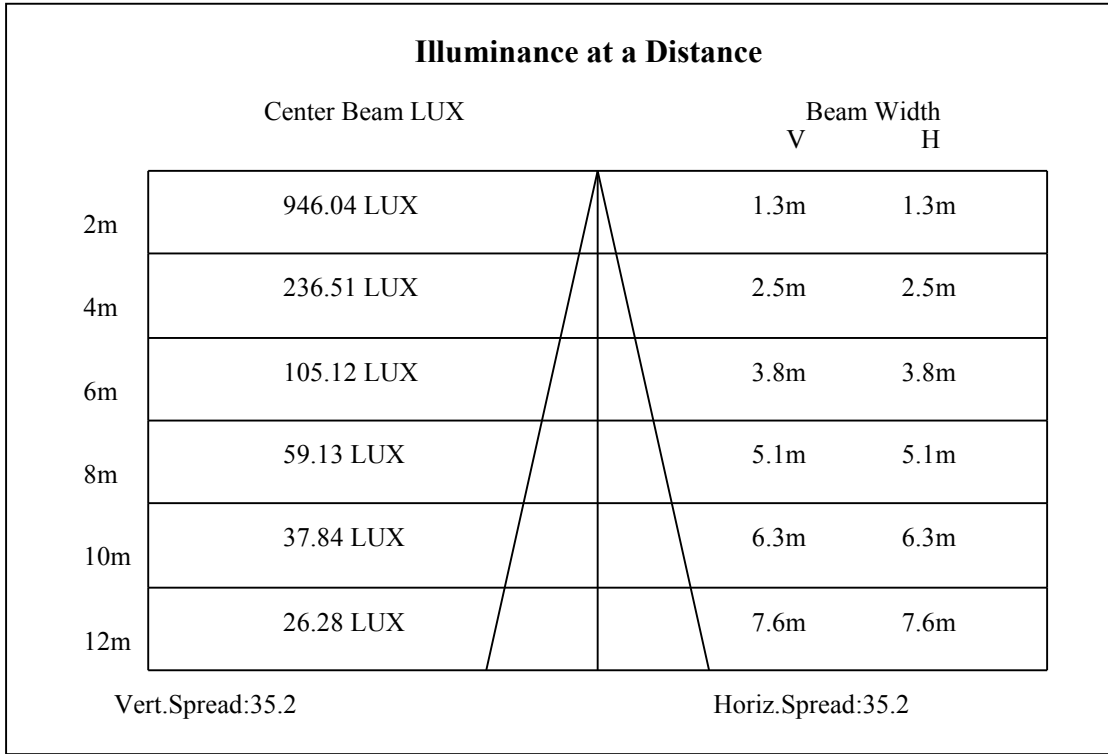 Illuminance at a Distance
Center Beam LUX Beam Width
V H
2m 946.04 LUX 1.3m 1.3m
4m 236.51 LUX 2.5m 2.5m
6m 105.12 LUX 3.8m 3.8m
8m 59.13 LUX 5.1m 5.1m
10m 37.84 LUX 6.3m 6.3m
12m 26.28 LUX 7.6m 7.6m
Vert.Spread:35.2 Horiz.Spread:35.2